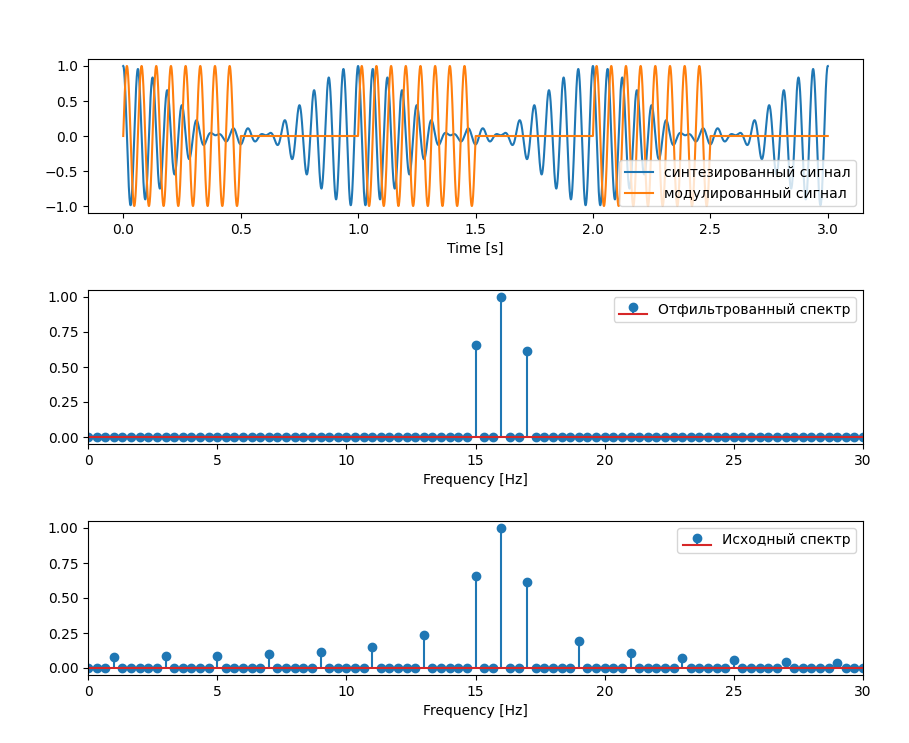 1.0
0.5
0.0
−0.5
−1.0
синтезированный сигнал
модулированный сигнал
0.0 0.5 1.0 1.5 2.0 2.5 3.0
Time [s]
1.00
0.75
0.50
0.25
0.00
Отфильтрованный спектр
0 5 10 15 20 25 30
Frequency [Hz]
1.00
0.75
0.50
0.25
0.00
Исходный спектр
0 5 10 15 20 25 30
Frequency [Hz]